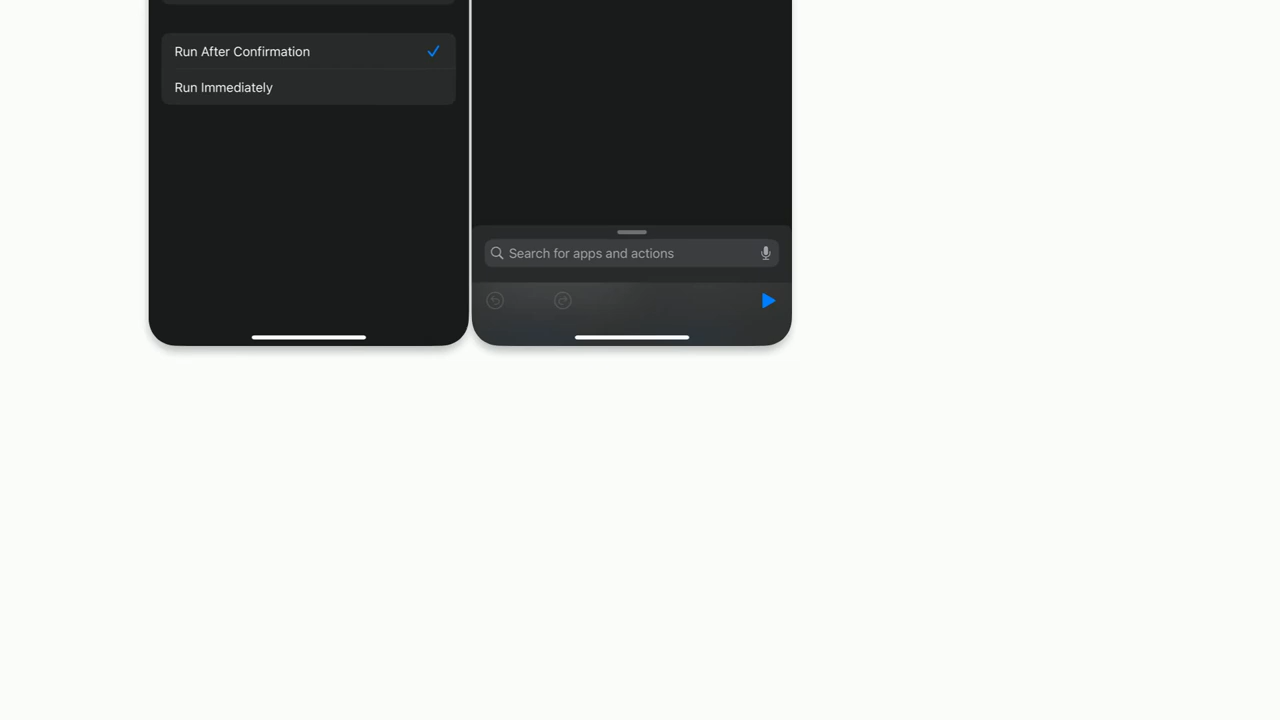 Run After Confirmation
Run Immediately
Search for apps and actions